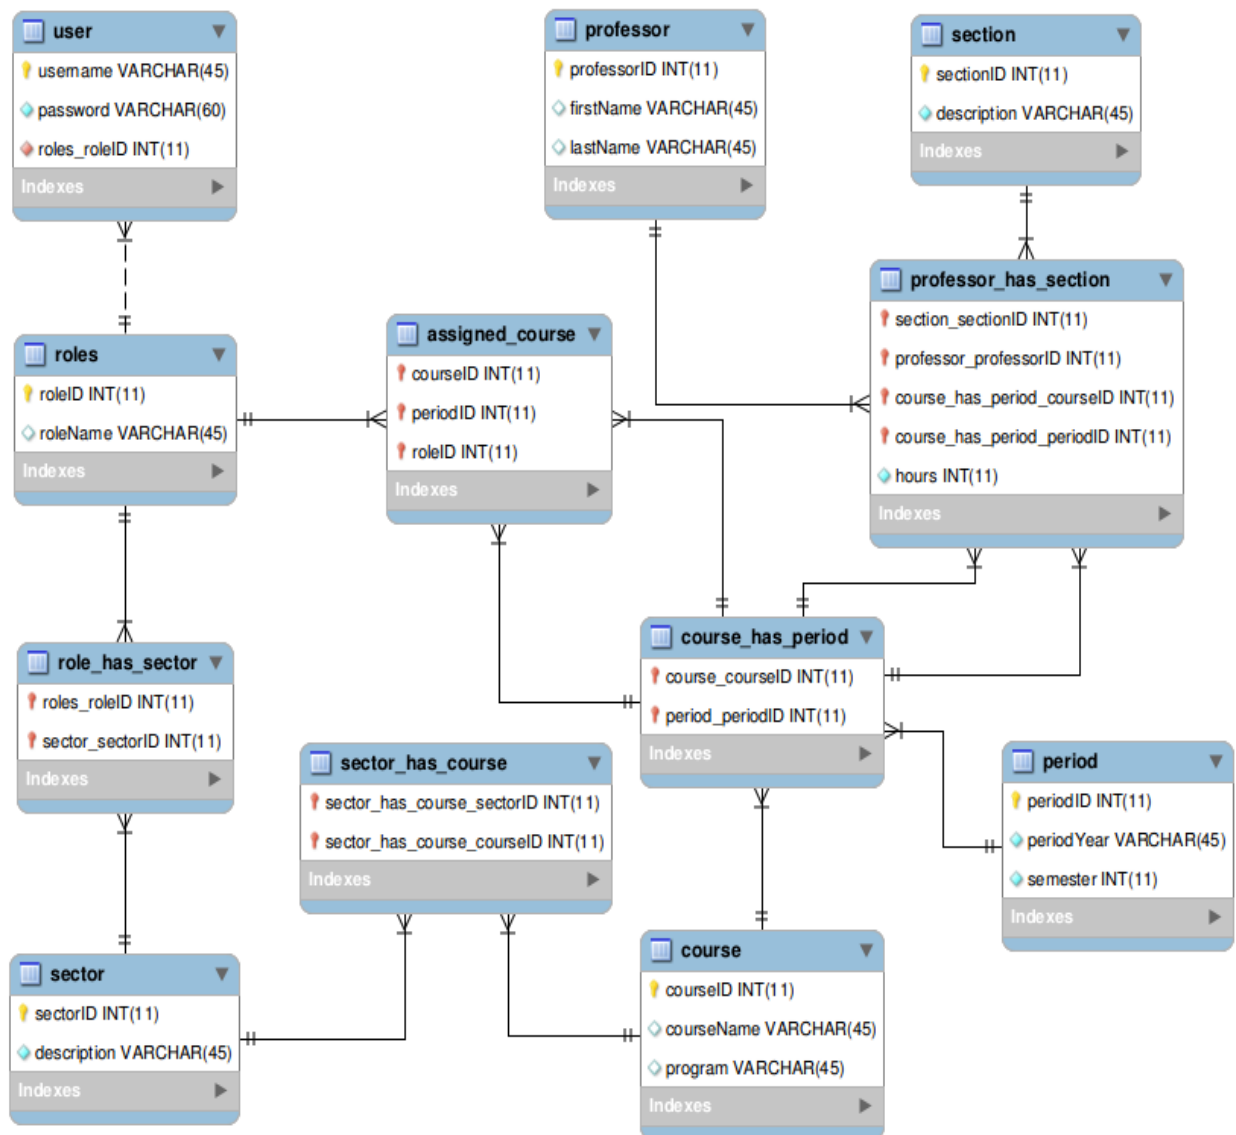 user
username VARCHAR(45)
password VARCHAR(60)
roles_roleID INT(11)
Indexes
professor
professorID INT(11)
firstName VARCHAR(45)
lastName VARCHAR(45)
Indexes
section
sectionID INT(11)
description VARCHAR(45)
Indexes
professor_has_section
section_sectionID INT(11)
professor_professorID INT(11)
course_has_period_courseID INT(11)
course_has_period_periodID INT(11)
hours INT(11)
Indexes
roles
roleID INT(11)
roleName VARCHAR(45)
Indexes
assigned_course
courseID INT(11)
periodID INT(11)
roleID INT(11)
Indexes
course_has_period
course_courseID INT(11)
period_periodID INT(11)
Indexes
role_has_sector
roles_roleID INT(11)
sector_sectorID INT(11)
Indexes
sector_has_course
sector_has_course_sectorID INT(11)
sector_has_course_courseID INT(11)
Indexes
period
periodID INT(11)
periodYear VARCHAR(45)
semester INT(11)
Indexes
sector
sectorID INT(11)
description VARCHAR(45)
Indexes
course
courseID INT(11)
courseName VARCHAR(45)
program VARCHAR(45)
Indexes